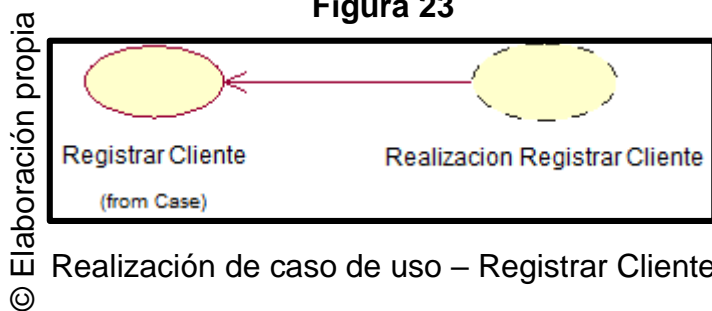 Figura 23
© Elaboración propia
Registrar Cliente
(from Case)
Realizacion Registrar Cliente
Realización de caso de uso – Registrar Cliente